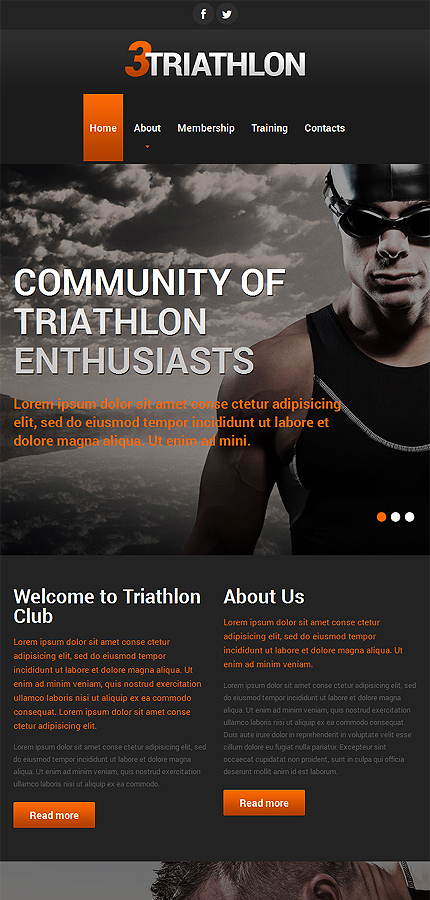 3TRIATHLON
Home About Membership Training Contacts
COMMUNITY OF
TRIATHLON
ENTHUSIASTS
Lorem ipsum dolor sit amet conse ctetur adipisicing
elit, sed do eiusmod tempor incididunt ut labore et
dolore magna aliqua. Ut enim ad mini.
Welcome to Triathlon
Club
Lorem ipsum dolor sit amet conse ctetur
adipisicing elit, sed do eiusmod tempor
incididunt ut labore et dolore magna aliqua. Ut
enim ad minim veniam, quis nostrud exercitation
ullamco laboris nisi ut aliquip ex ea commodo
consequat. Lorem ipsum dolor sit amet conse
ctetur adipisicing elit.
Lorem ipsum dolor sit amet conse ctetur adipisicing elit, sed
do eiusmod tempor incididunt ut labore et dolore magna
aliqua. Ut enim ad minim veniam, quis nostrud exercitation
ullamco laboris nisi ut aliquip ex ea commodo.
Read more
About Us
Lorem ipsum dolor sit amet conse ctetur
adipisicing elit, sed do eiusmod tempor
incididunt ut labore et dolore magna aliqua. Ut
enim ad minim veniam.
Lorem ipsum dolor sit amet conse ctetur adipisicing elit, sed
do eiusmod tempor incididunt ut labore et dolore magna
aliqua. Ut enim ad minim veniam, quis nostrud exercitation
ullamco laboris nisi ut aliquip ex ea commodo consequat.
Duis aute irure dolor in reprehenderit in voluptate velit esse
cillum dolore eu fugiat nulla pariatur. Excepteur sint
occaecat cupidatat non proident, sunt in culpa qui officia
deserunt mollit anim id est laborum.
Read more